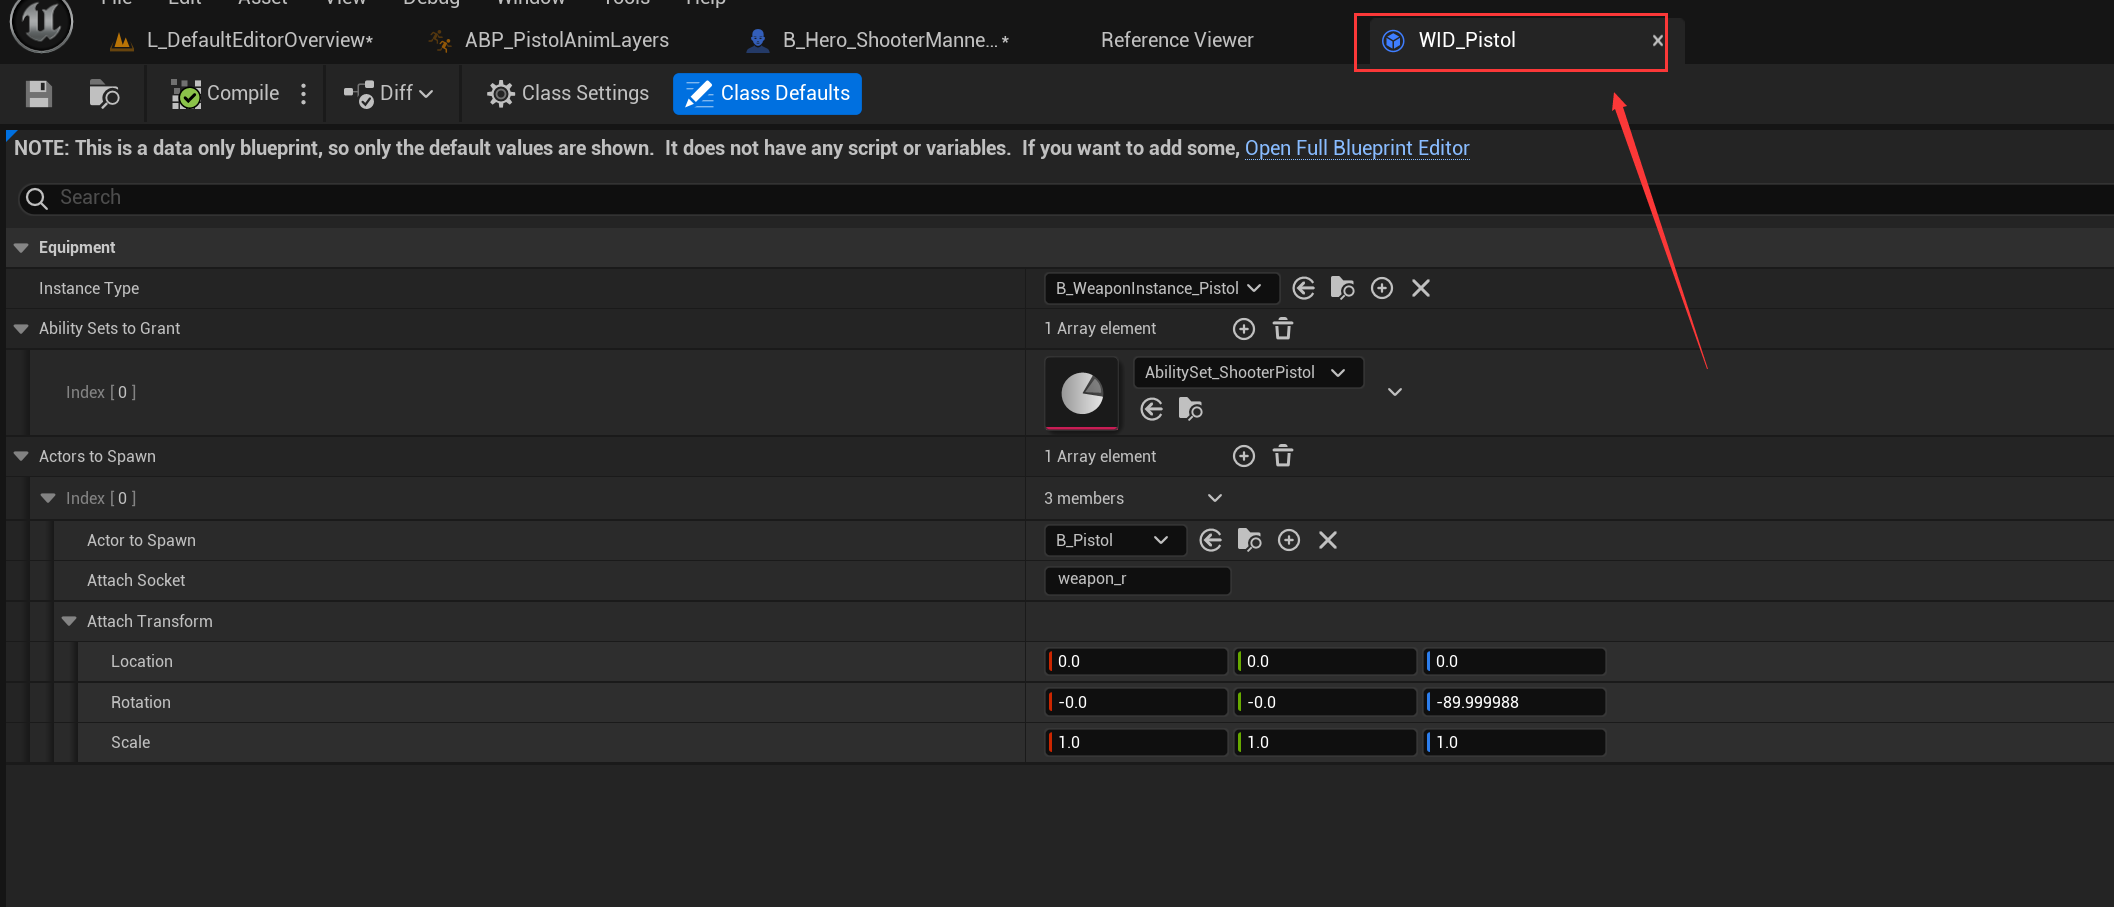 File Edit Asset View Debug Window Tools Help
L_DefaultEditorOverview* ABP_PistolAnimLayers B_Hero_ShooterManne...* Reference Viewer WID_Pistol
Compile Diff Class Settings Class Defaults
NOTE: This is a data only blueprint, so only the default values are shown.  It does not have any script or variables.  If you want to add some, Open Full Blueprint Editor
Search
Equipment
Instance Type B_WeaponInstance_Pistol
Ability Sets to Grant 1 Array element
Index [ 0 ] AbilitySet_ShooterPistol
Actors to Spawn 1 Array element
Index [ 0 ] 3 members
Actor to Spawn B_Pistol
Attach Socket weapon_r
Attach Transform
Location 0.0 0.0 0.0
Rotation -0.0 -0.0 -89.999988
Scale 1.0 1.0 1.0